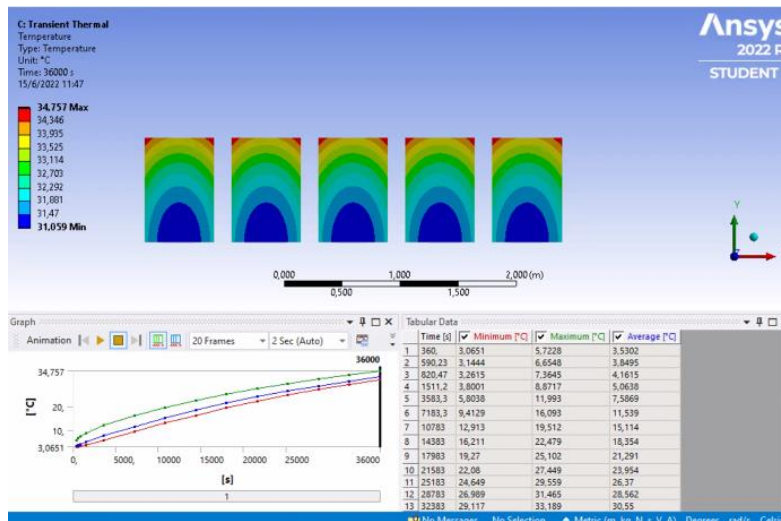 C: Transient Thermal
Temperature
Type: Temperature
Unit: °C
Time: 36000 s
15/6/2022 11:47
34,757 Max
34,346
33,935
33,525
33,114
32,703
32,292
31,881
31,47
31,059 Min
Ansys
2022 R
STUDENT
Y
0,000 1,000 2,000 (m)
0,500 1,500
Graph
Animation 20 Frames 2 Sec (Auto)
36000
34,757
20,
10,
3,0651
[°C]
0, 5000, 10000 15000 20000 25000 36000
[s]
1
Tabular Data
Time [s] Minimum [°C] Maximum [°C] Average [°C]
1 360, 3,0651 5,7228 3,5302
2 590,23 3,1444 6,6548 3,8495
3 820,47 3,2615 7,3645 4,1615
4 1511,2 3,8001 8,8717 5,0638
5 3583,3 5,8038 11,993 7,5869
6 7183,3 9,4129 16,093 11,539
7 10783 12,913 19,512 15,114
8 14383 16,211 22,479 18,354
9 17983 19,27 25,102 21,291
10 21583 22,08 27,449 23,954
11 25183 24,649 29,559 26,37
12 28783 26,989 31,465 28,562
13 32383 29,117 33,189 30,55
No Messages No Selection Metric (m, kg, N, s, V, A) Degrees rad/s